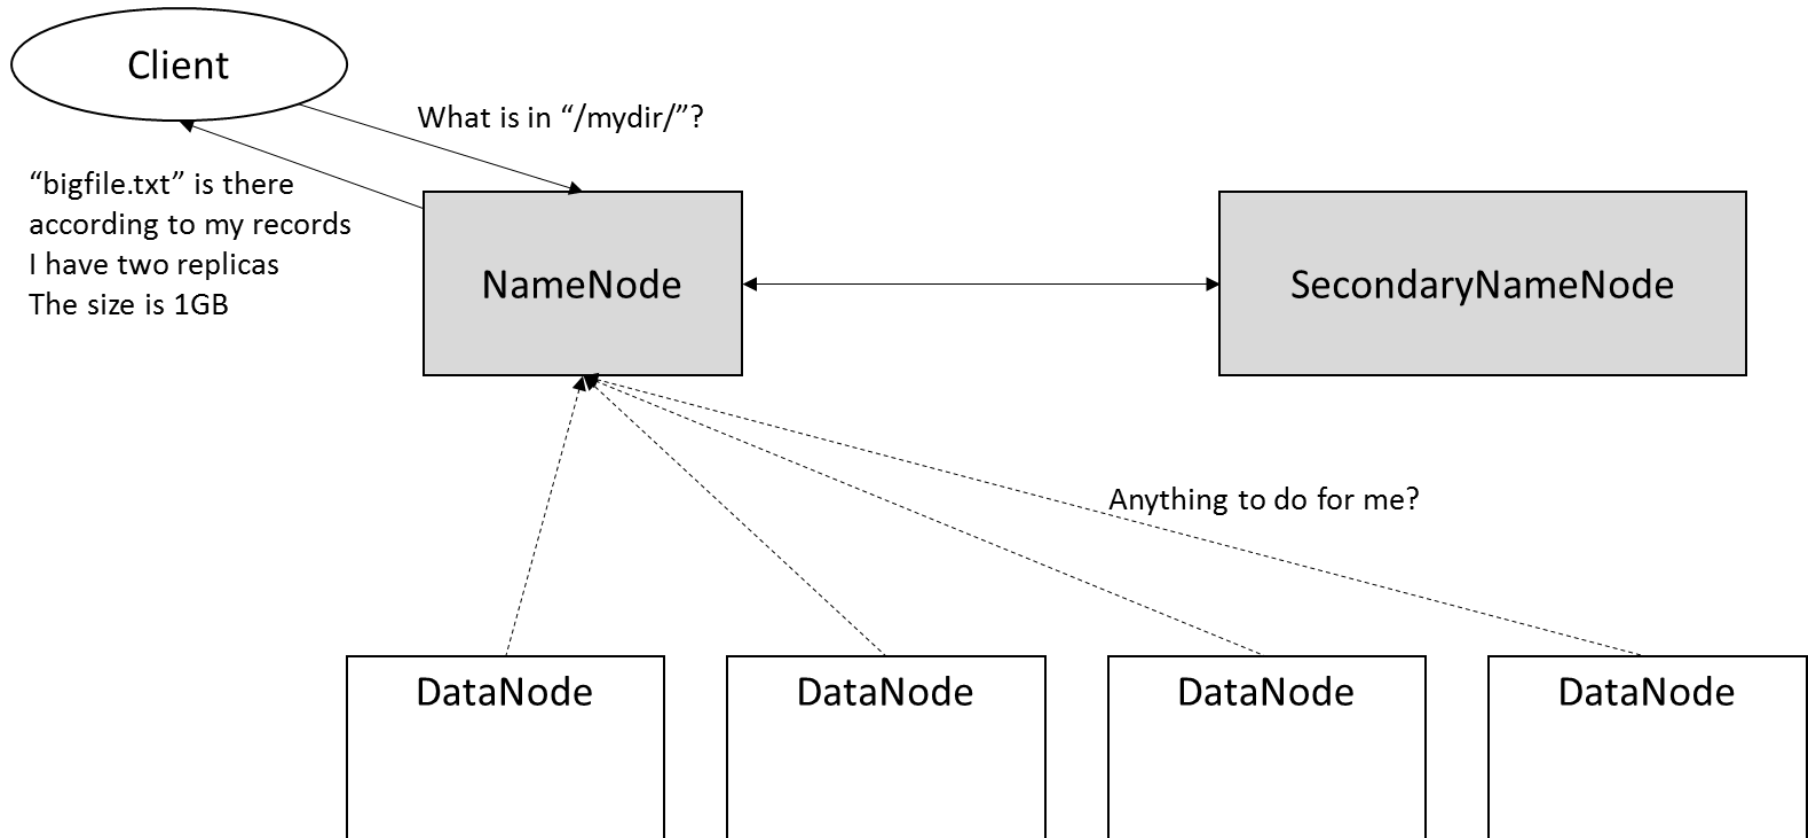 Client
What is in “/mydir/”?
“bigfile.txt” is there
according to my records
I have two replicas
The size is 1GB
NameNode
SecondaryNameNode
Anything to do for me?
DataNode
DataNode
DataNode
DataNode